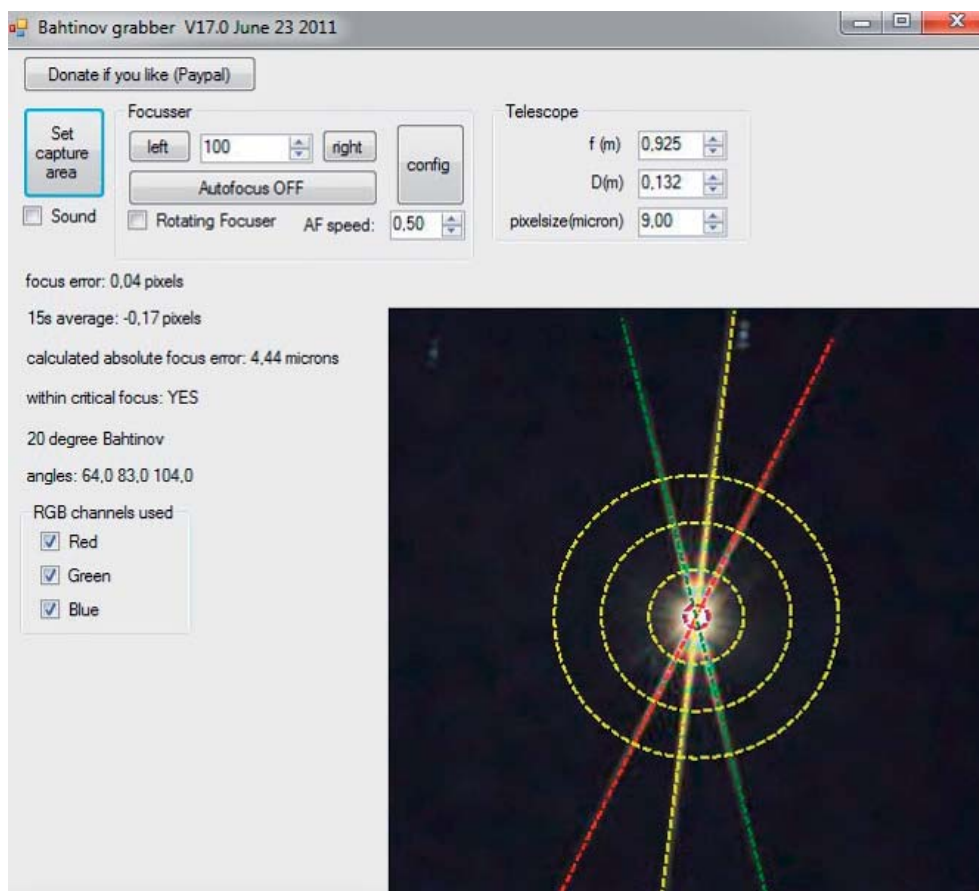 Bahtinov grabber V17.0 June 23 2011
Donate if you like (Paypal)
Set
capture
area
Sound
Focusser
left
100
right
config
Autofocus OFF
Rotating Focuser
AF speed:
0,50
Telescope
f (m)
0,925
D(m)
0,132
pixelsize(micron)
9,00
focus error: 0,04 pixels
15s average: -0,17 pixels
calculated absolute focus error: 4,44 microns
within critical focus: YES
20 degree Bahtinov
angles: 64,0 83,0 104,0
RGB channels used
Red
Green
Blue